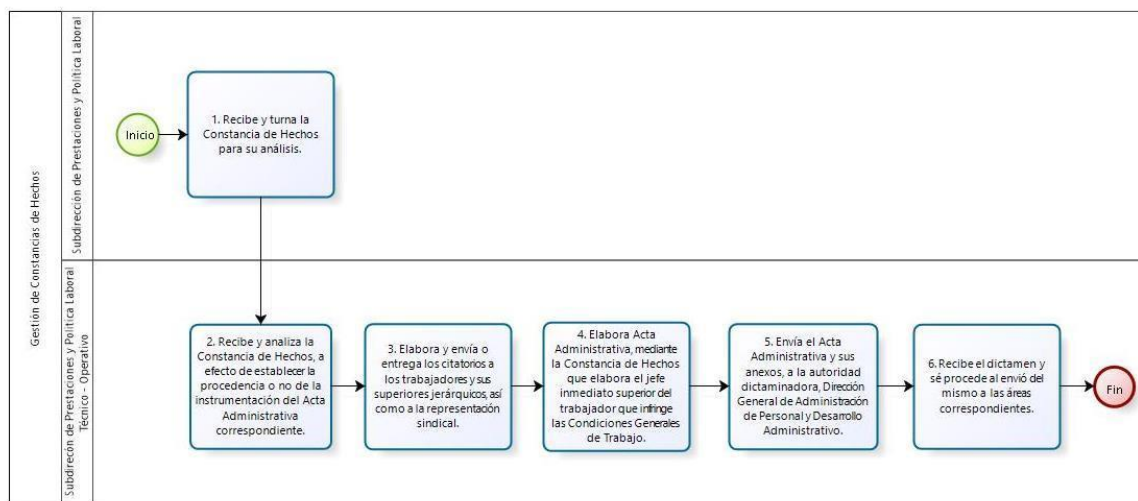 Gestión de Constancias de Hechos
Subdirección de Prestaciones y Política Laboral
Inicio
1. Recibe y turna la
Constancia de Hechos
para su análisis.
Subdirecón de Prestaciones y Política Laboral
Técnico - Operativo
2. Recibe y analiza la
Constancia de Hechos, a
efecto de establecer la
procedencia o no de la
instrumentación del Acta
Administrativa
correspondiente.
3. Elabora y envía o
entrega los citatorios a
los trabajadores y sus
superiores jerárquicos, así
como a la representación
sindical.
4. Elabora Acta
Administrativa, mediante
la Constancia de Hechos
que elabora el jefe
inmediato superior del
trabajador que infringe
las Condiciones Generales
de Trabajo.
5. Envía el Acta
Administrativa y sus
anexos, a la autoridad
dictaminadora, Dirección
General de Administración
de Personal y Desarrollo
Administrativo.
6. Recibe el dictamen y
sé procede al envió del
mismo a las áreas
correspondientes.
Fin